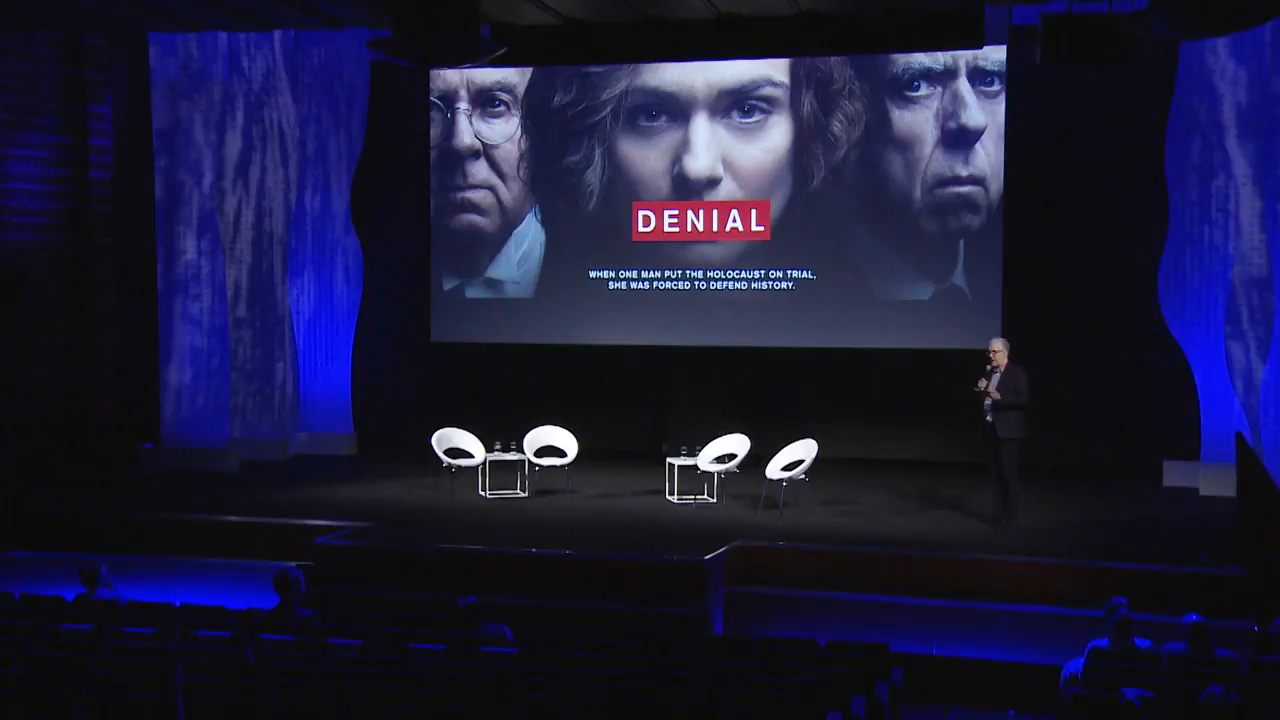 DENIAL
WHEN ONE MAN PUT THE HOLOCAUST ON TRIAL,
SHE WAS FORCED TO DEFEND HISTORY.